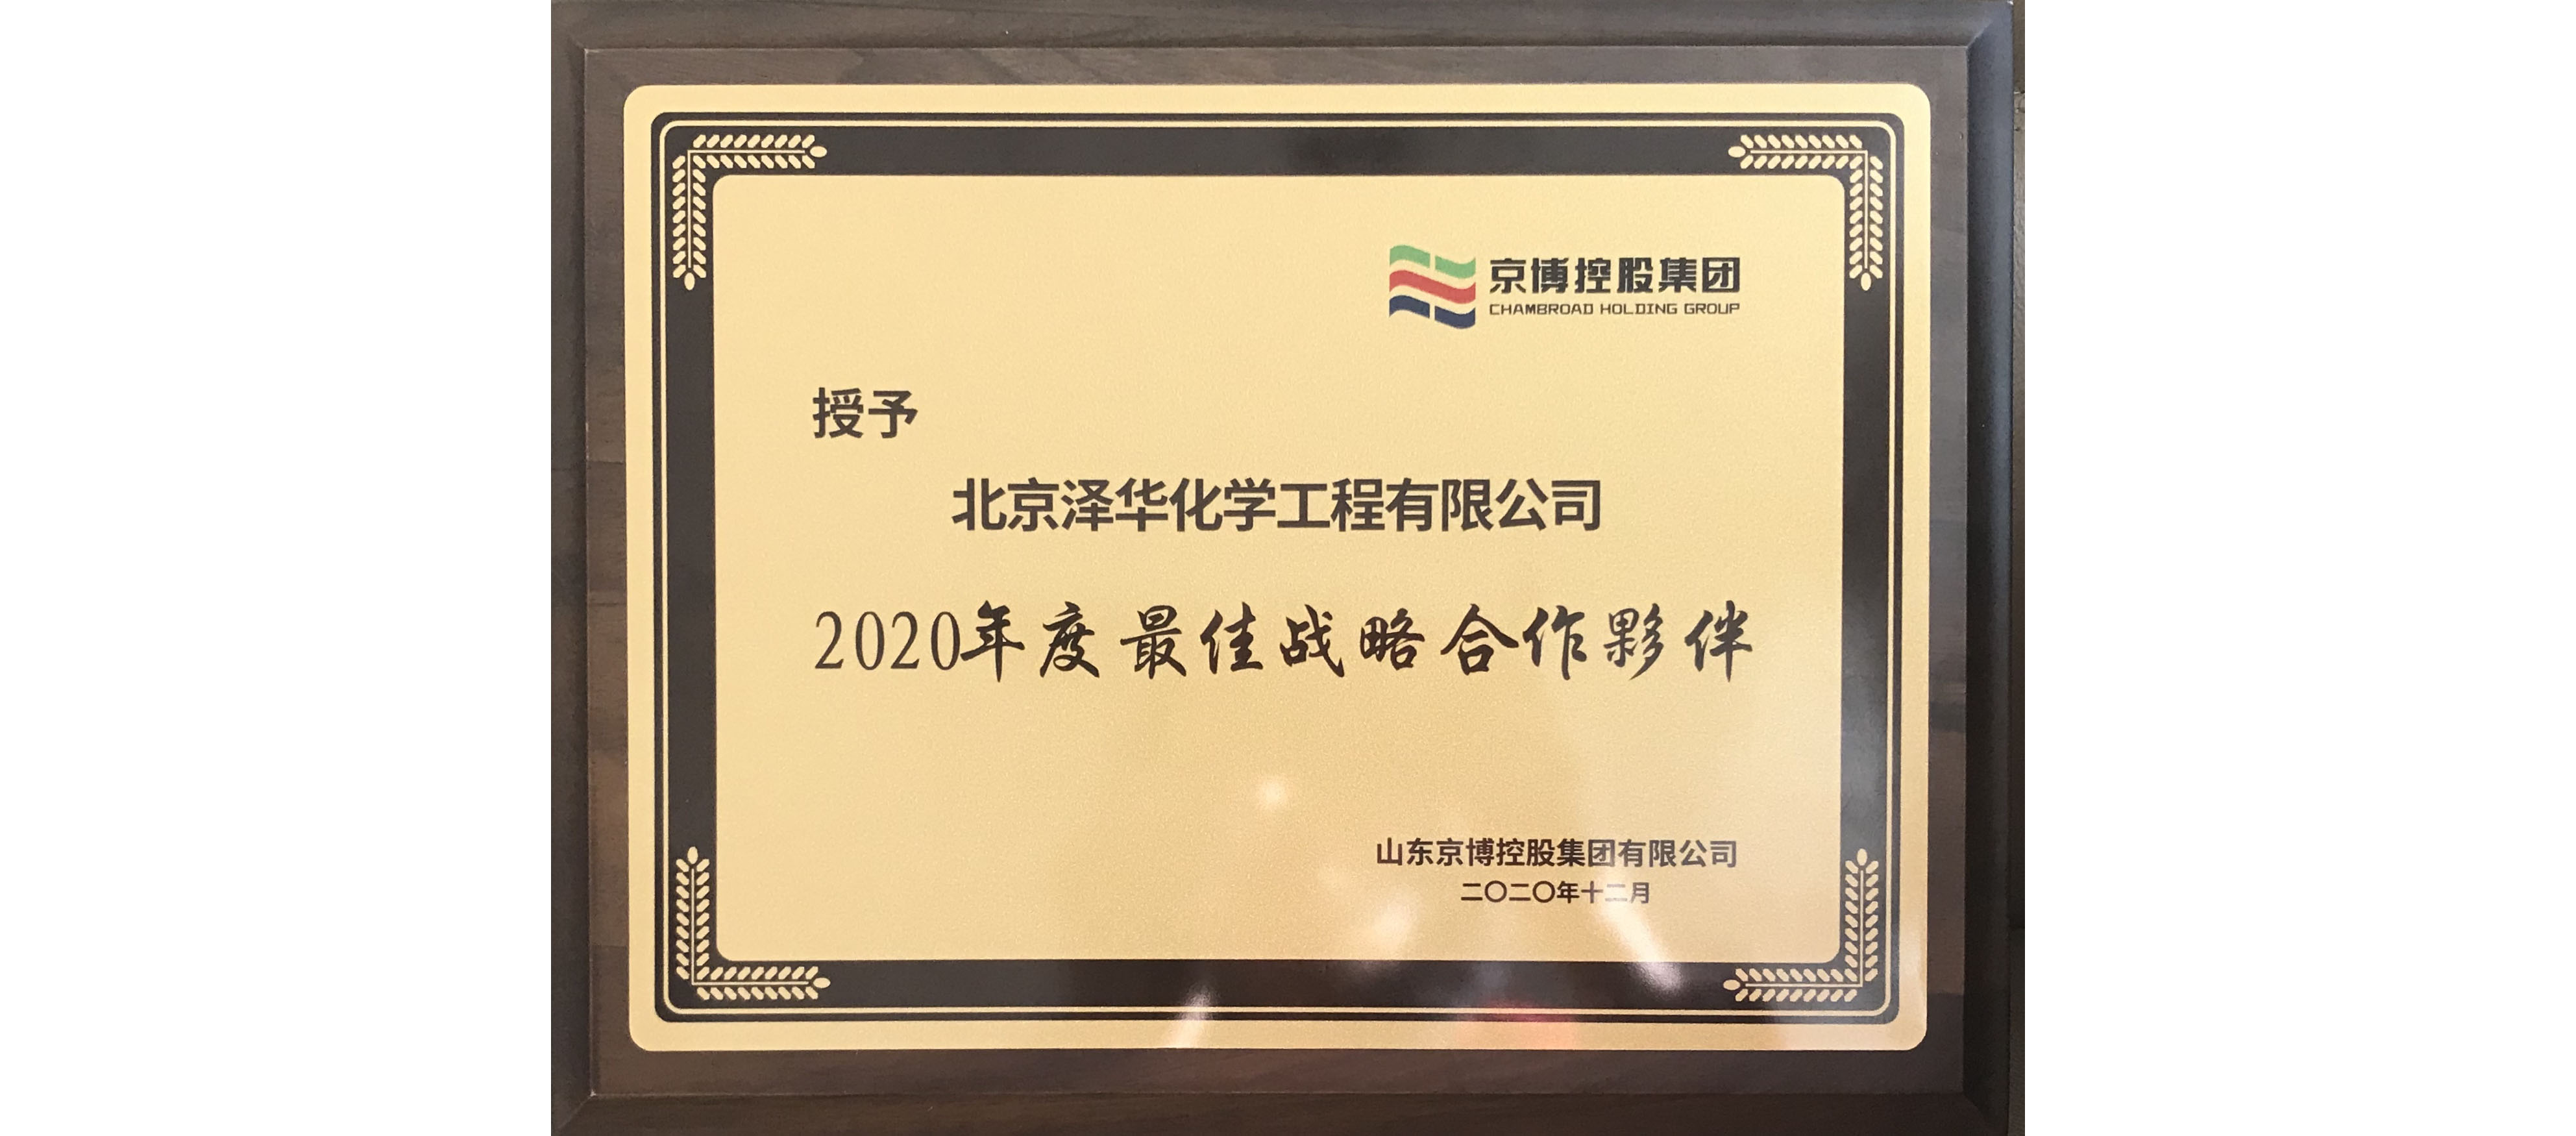 京博控股集团
CHAMBROAD HOLDING GROUP
授予
北京泽华化学工程有限公司
2020年度最佳战略合作夥伴
山东京博控股集团有限公司
二〇二〇年十二月